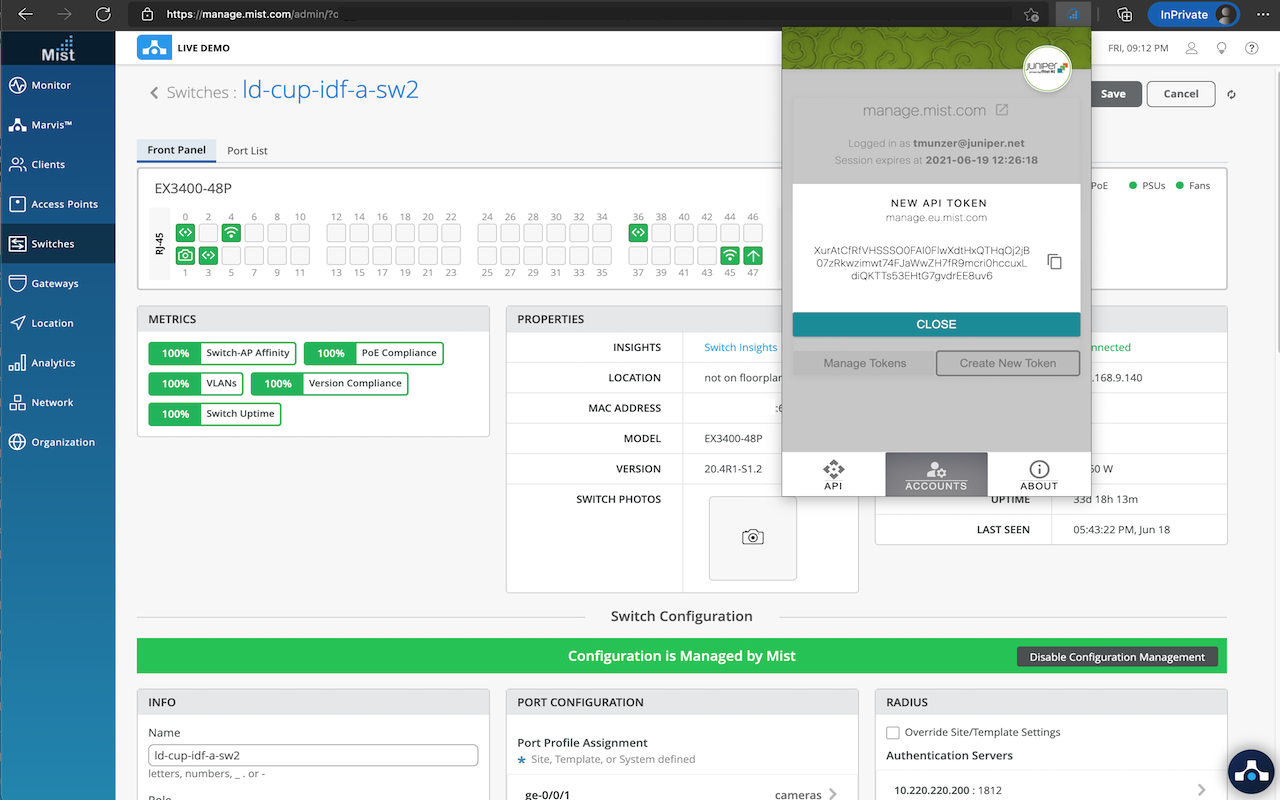 https://manage.mist.com/admin/?
InPrivate
Mist
LIVE DEMO
FRI, 09:12 PM
Monitor
Marvis™
Clients
Access Points
Switches
Gateways
Location
Analytics
Network
Organization
Switches : ld-cup-idf-a-sw2
Save
Cancel
Front Panel
Port List
EX3400-48P
PoE
PSUs
Fans
RJ-45
0 2 4 6 8 10 12 14 16 18 20 22 24 26 28 30 32 34 36 38 40 42 44 46
1 3 5 7 9 11 13 15 17 19 21 23 25 27 29 31 33 35 37 39 41 43 45 47
METRICS
100% Switch-AP Affinity
100% PoE Compliance
100% VLANs
100% Version Compliance
100% Switch Uptime
PROPERTIES
INSIGHTS Switch Insights
LOCATION not on floorplan
MAC ADDRESS
MODEL EX3400-48P
VERSION 20.4R1-S1.2
SWITCH PHOTOS
nnected
.168.9.140
50 W
UPTIME 33d 18h 13m
LAST SEEN 05:43:22 PM, Jun 18
juniper
manage.mist.com
Logged in as tmunzer@juniper.net
Session expires at 2021-06-19 12:26:18
NEW API TOKEN
manage.eu.mist.com
XurAtCfRfVHSSSO0FAl0FlwXdtHxQTHqOj2jB
07zRkwzimwt74FJaWwZH7fR9mcri0hccuxL
diQKTTs53EHtG7gvdrEE8uv6
CLOSE
Manage Tokens
Create New Token
API
ACCOUNTS
ABOUT
Switch Configuration
Configuration is Managed by Mist
Disable Configuration Management
INFO
Name
ld-cup-idf-a-sw2
letters, numbers, _ . or -
Role
PORT CONFIGURATION
Port Profile Assignment
* Site, Template, or System defined
ge-0/0/1
cameras
RADIUS
Override Site/Template Settings
Authentication Servers
10.220.220.200 : 1812